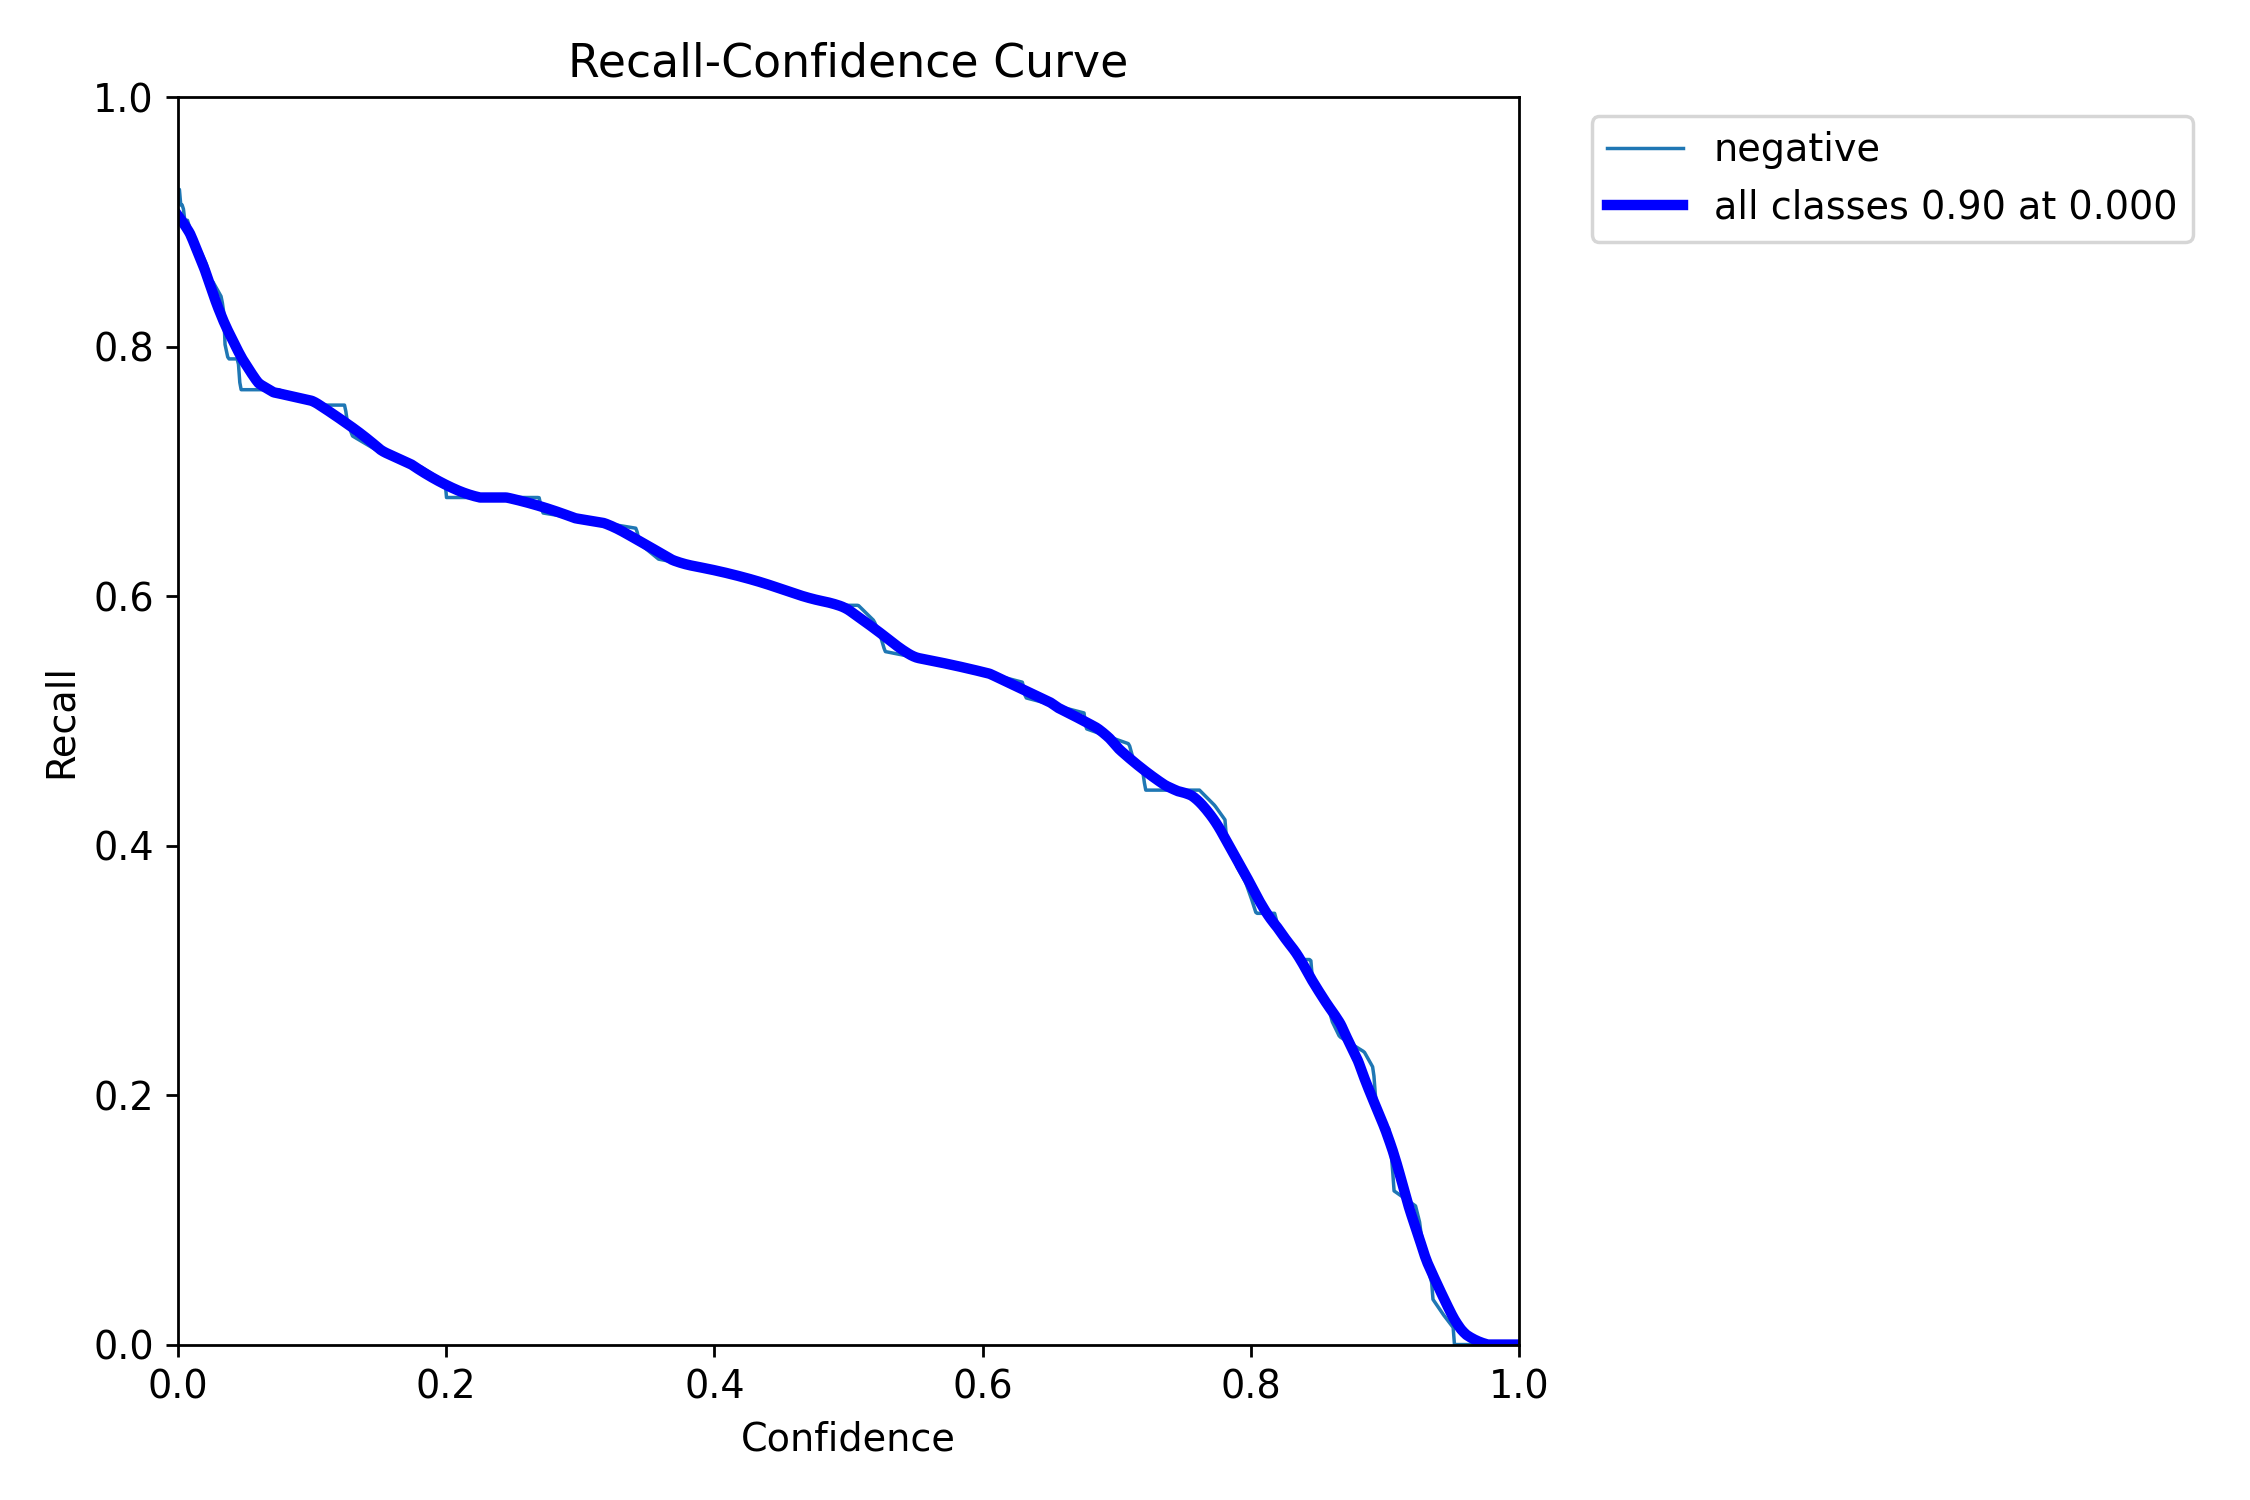 Recall-Confidence Curve
negative
all classes 0.90 at 0.000
1.0
0.8
0.6
0.4
0.2
0.0
Recall
0.0 0.2 0.4 0.6 0.8 1.0
Confidence